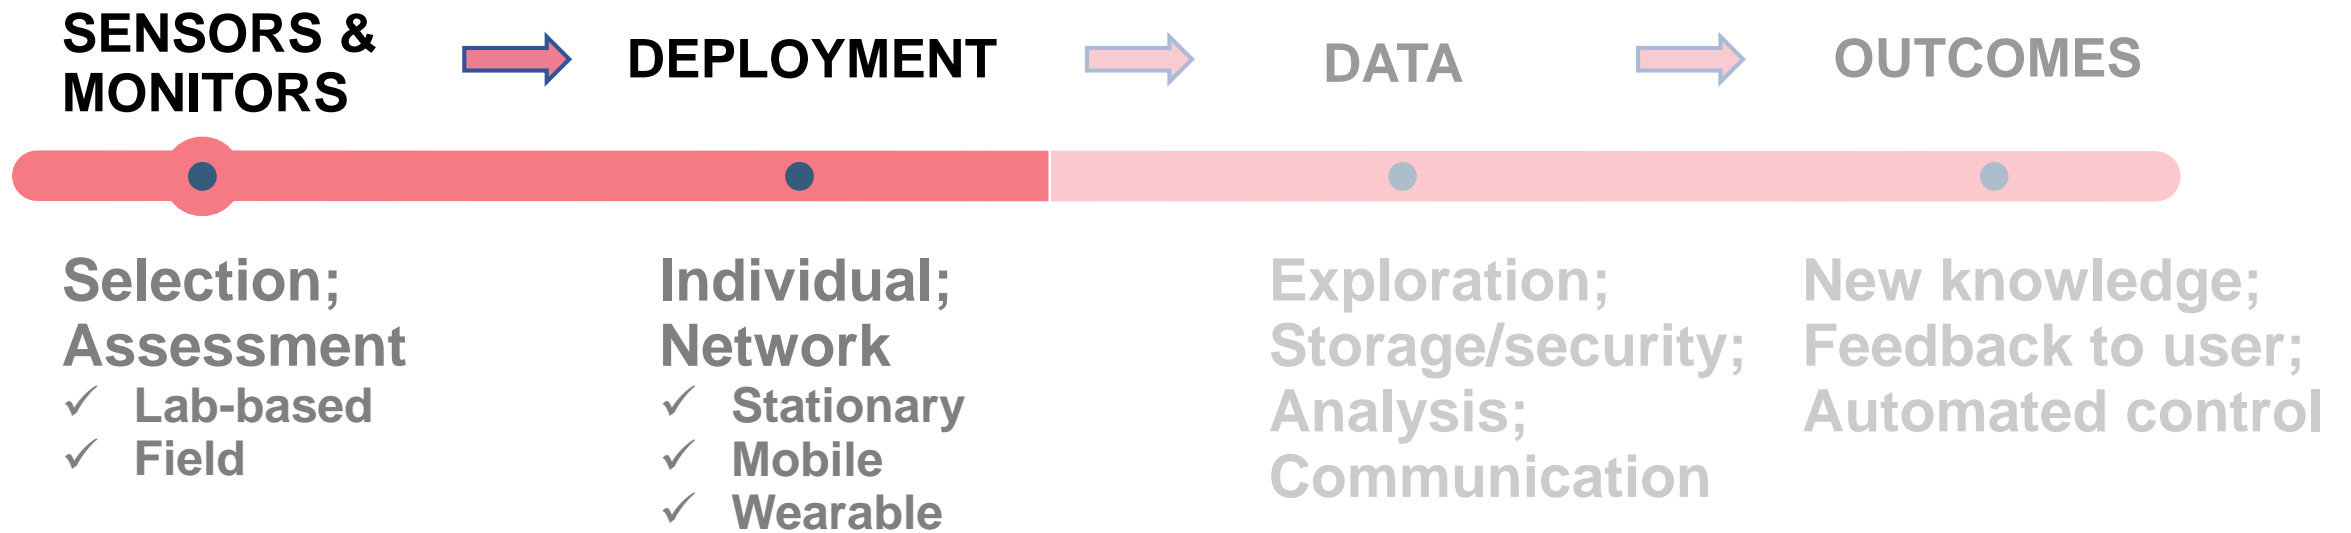 SENSORS &
MONITORS
DEPLOYMENT
DATA
OUTCOMES
Selection;
Assessment
✓ Lab-based
✓ Field
Individual;
Network
✓ Stationary
✓ Mobile
✓ Wearable
Exploration;
Storage/security;
Analysis;
Communication
New knowledge;
Feedback to user;
Automated control